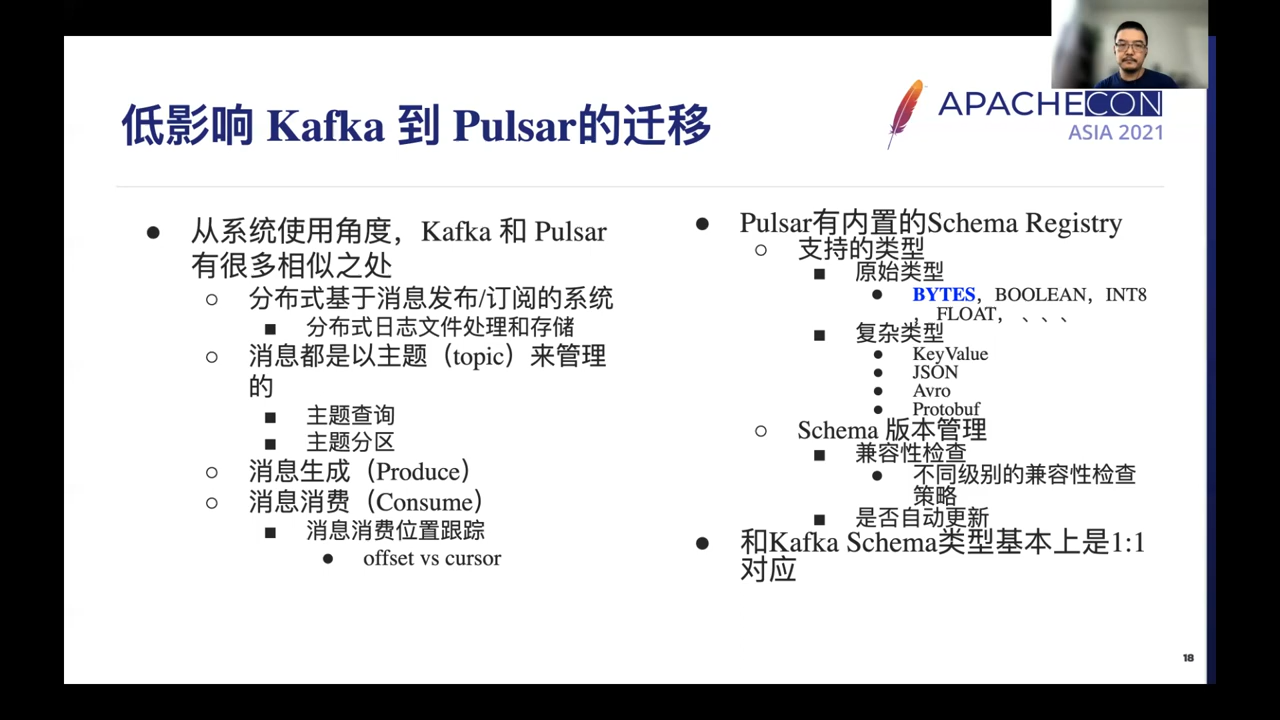 低影响 Kafka 到 Pulsar的迁移
APACHECON
ASIA 2021
从系统使用角度，Kafka 和 Pulsar
有很多相似之处
分布式基于消息发布/订阅的系统
分布式日志文件处理和存储
消息都是以主题（topic）来管理
的
主题查询
主题分区
消息生成（Produce）
消息消费（Consume）
消息消费位置跟踪
offset vs cursor
Pulsar有内置的Schema Registry
支持的类型
原始类型
BYTES，BOOLEAN，INT8
，FLOAT， 、、、
复杂类型
KeyValue
JSON
Avro
Protobuf
Schema 版本管理
兼容性检查
不同级别的兼容性检查
策略
是否自动更新
和Kafka Schema类型基本上是1:1
对应
18